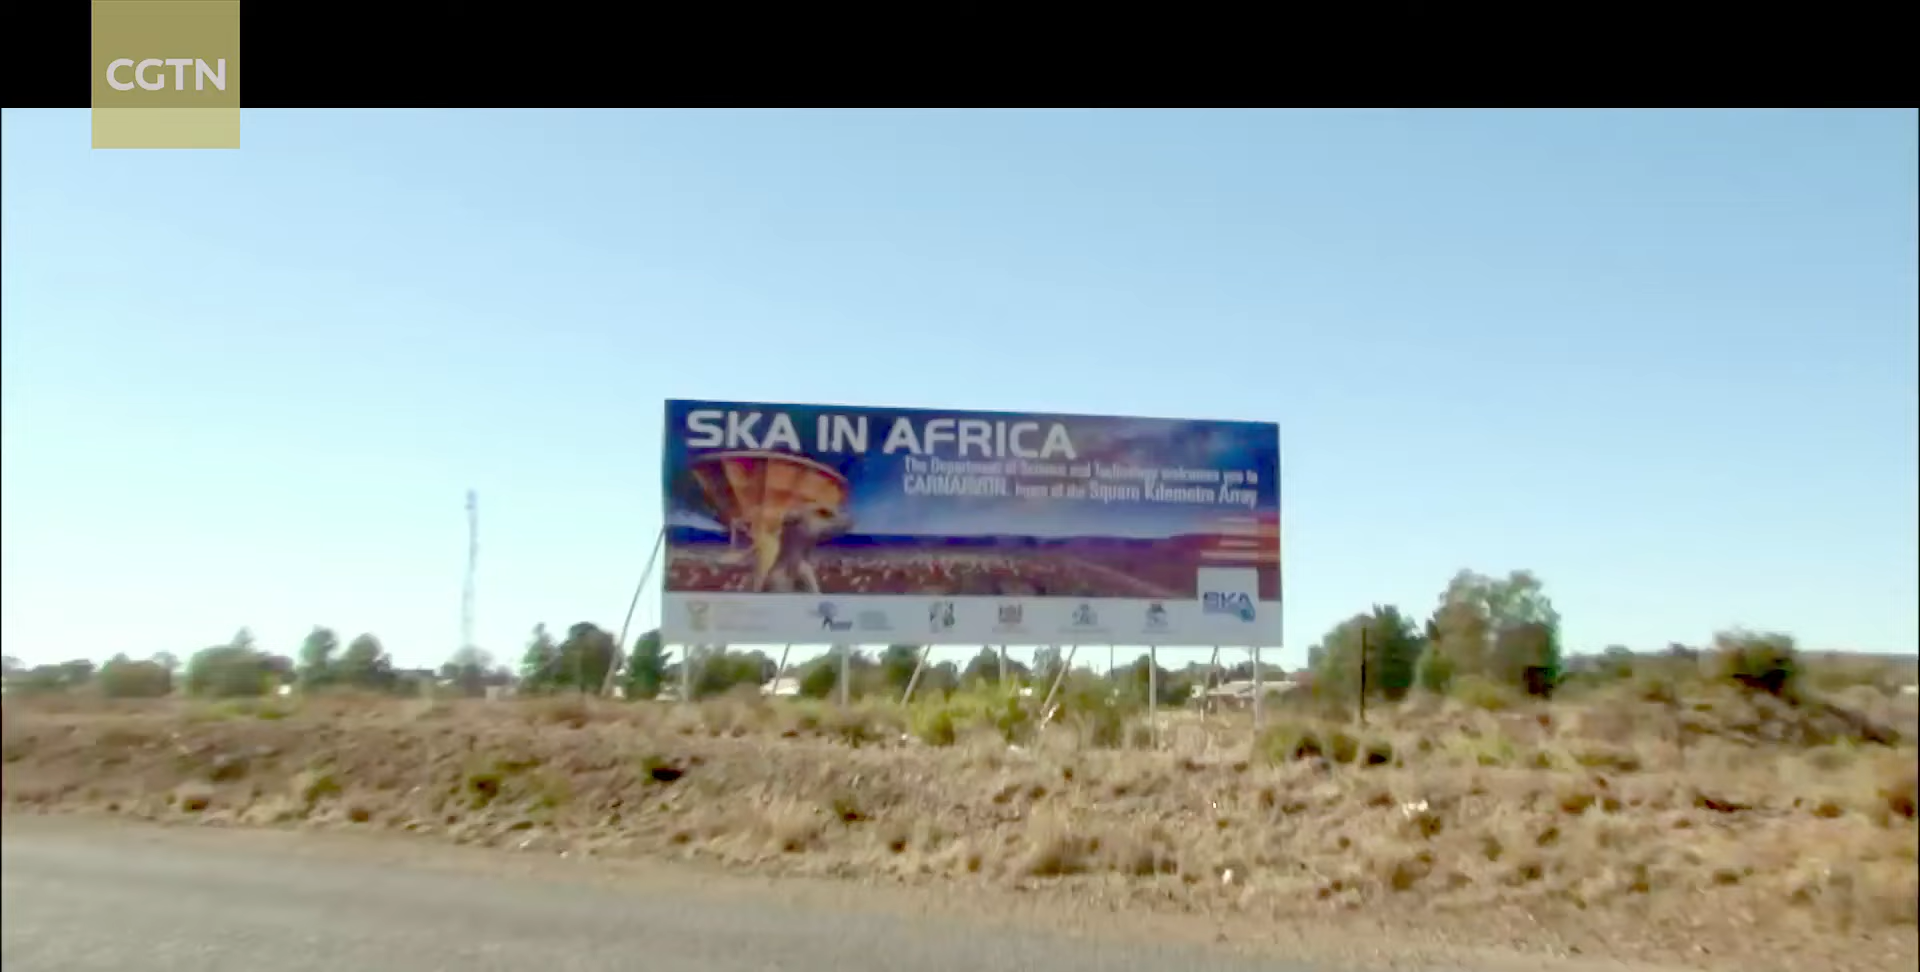 CGTN
SKA IN AFRICA
The Department of Science and Technology welcomes you to
CARNARVON, home of the Square Kilometre Array
SKA